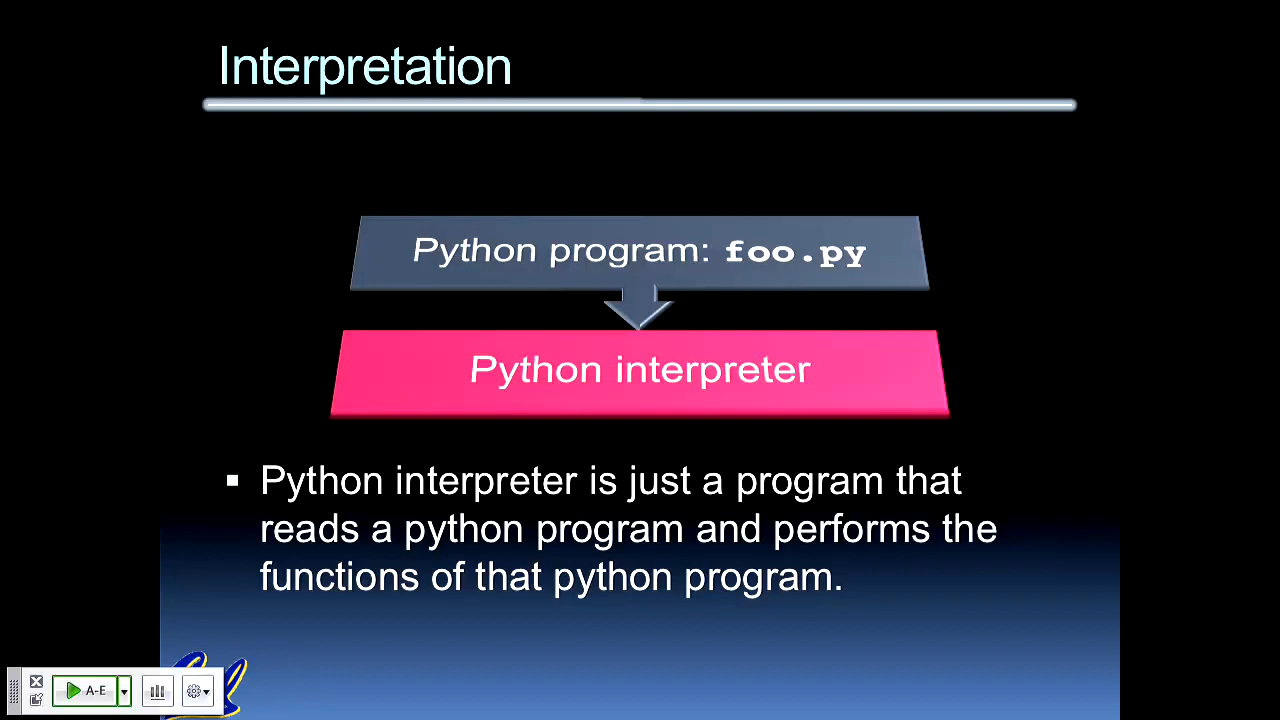 Interpretation
Python program: foo.py
Python interpreter
▪ Python interpreter is just a program that
reads a python program and performs the
functions of that python program.
A-E